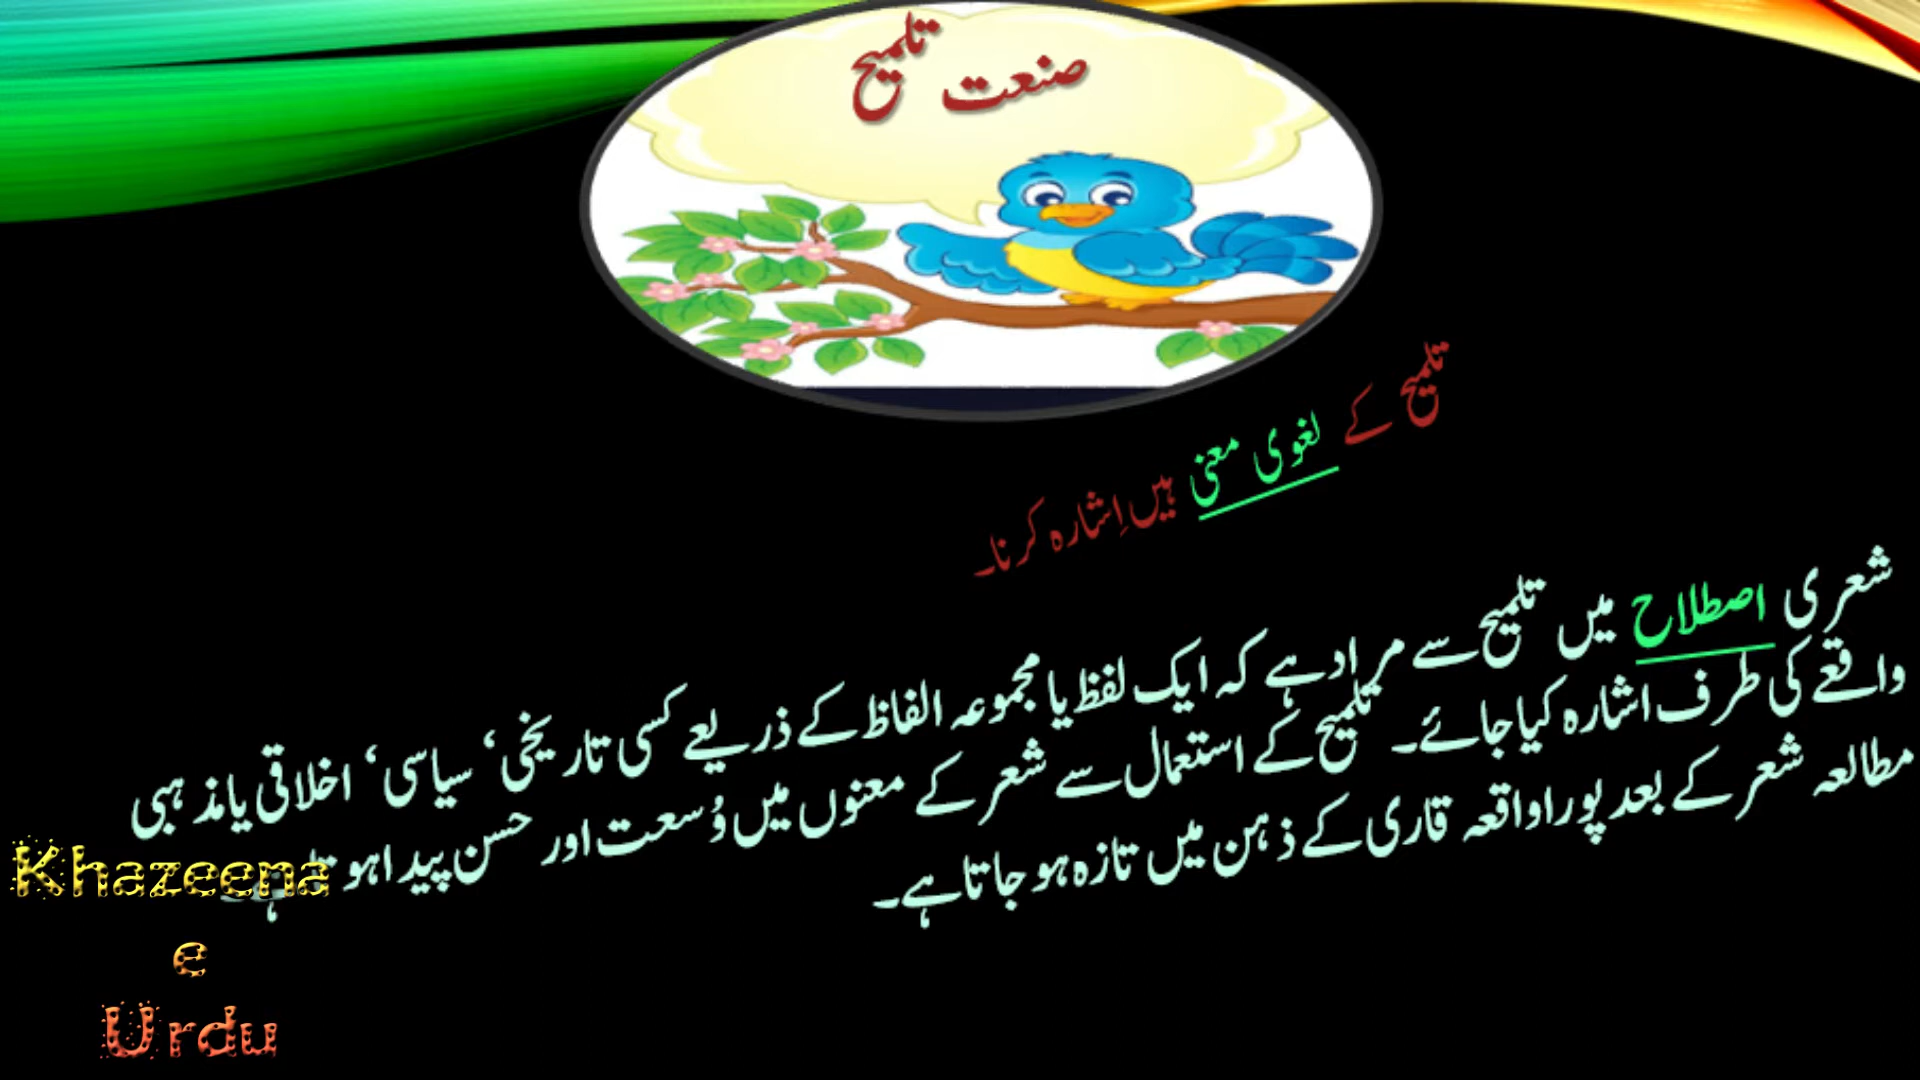 صنعت تلمیح
تلمیح کے لغوی معنی ہیں اِشارہ کرنا۔
شعری اصطلاح میں تلمیح سے مراد ہے کہ ایک لفظ یا مجموعہ الفاظ کے ذریعے کسی تاریخی، سیاسی، اخلاقی یا مذہبی
واقعے کی طرف اشارہ کیا جائے۔ تلمیح کے استعمال سے شعر کے معنوں میں وُسعت اور حسن پیدا ہوتا ہے۔
مطالعہ شعر کے بعد پورا واقعہ قاری کے ذہن میں تازہ ہو جاتا ہے۔
Khazeena
e
Urdu